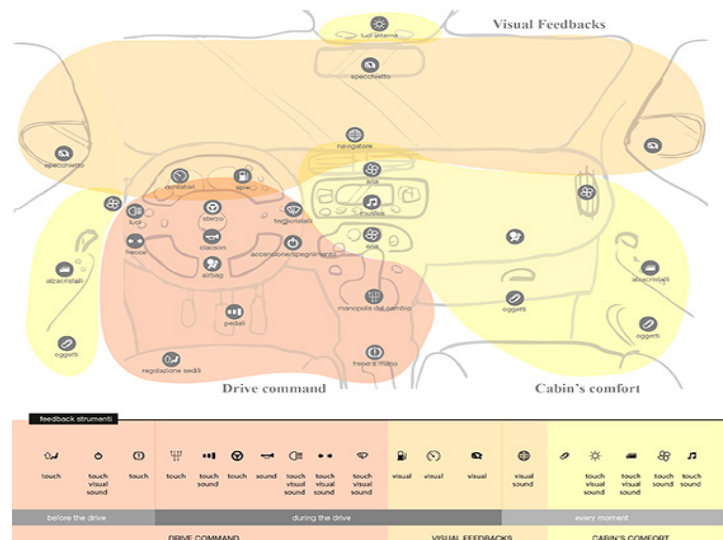 Visual Feedbacks
luci interne
specchietto
navigatore
specchietto
contatori
spie
aria
luci
sterzo
tergicristalli
musica
frecce
clacson
accensione/spegnimento
aria
airbag
alzacristalli
alzacristalli
manopola del cambio
oggetti
pedali
oggetti
oggetti
regolazione sedili
freno a mano
Drive command
Cabin's comfort
feedback strumenti
touch
touch
visual
sound
touch
touch
touch
sound
touch
sound
touch
visual
sound
touch
visual
sound
touch
visual
sound
visual
visual
visual
visual
sound
touch
visual
sound
touch
visual
sound
touch
sound
touch
sound
before the drive
during the drive
every moment
DRIVE COMMAND
VISUAL FEEDBACKS
CABIN'S COMFORT